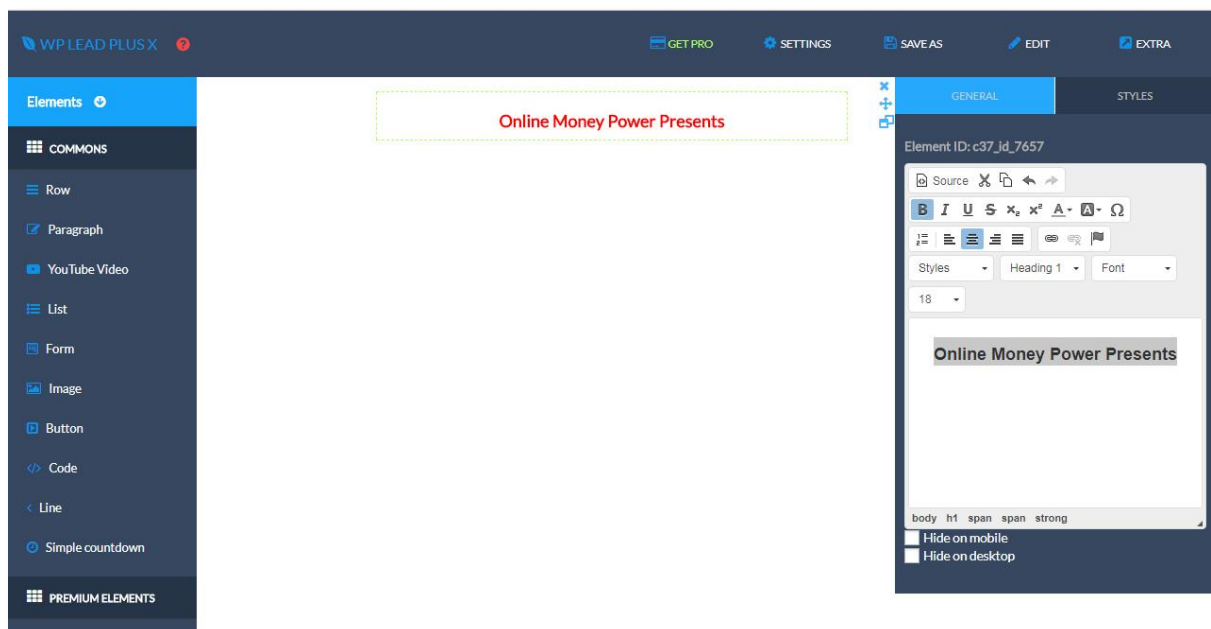 WP LEAD PLUS X ?
GET PRO
SETTINGS
SAVE AS
EDIT
EXTRA
Elements
COMMONS
Row
Paragraph
YouTube Video
List
Form
Image
Button
Code
Line
Simple countdown
PREMIUM ELEMENTS
Online Money Power Presents
GENERAL
STYLES
Element ID: c37_id_7657
Source
B I U S x₂ x² A A Ω
Styles Heading 1 Font
18
Online Money Power Presents
body h1 span span strong
Hide on mobile
Hide on desktop